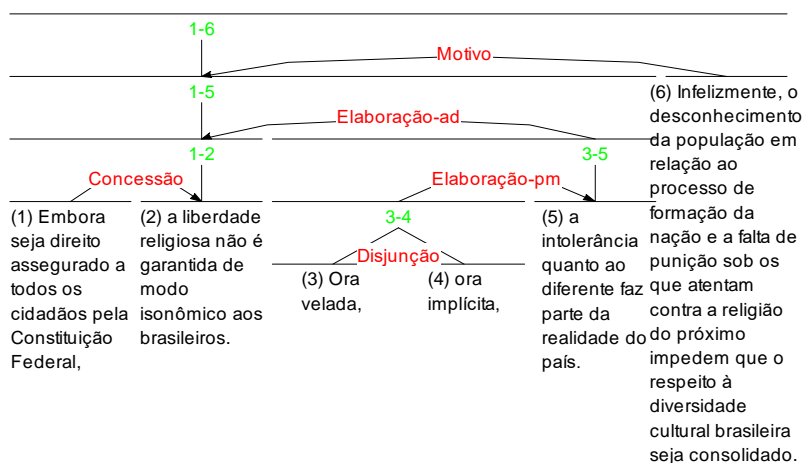 1-6
Motivo
1-5
Elaboração-ad
1-2
Concessão
3-5
Elaboração-pm
3-4
Disjunção
(1) Embora
seja direito
assegurado a
todos os
cidadãos pela
Constituição
Federal,
(2) a liberdade
religiosa não é
garantida de
modo
isonômico aos
brasileiros.
(3) Ora
velada,
(4) ora
implícita,
(5) a
intolerância
quanto ao
diferente faz
parte da
realidade do
país.
(6) Infelizmente, o
desconhecimento
da população em
relação ao
processo de
formação da
nação e a falta de
punição sob os
que atentam
contra a religião
do próximo
impedem que o
respeito à
diversidade
cultural brasileira
seja consolidado.